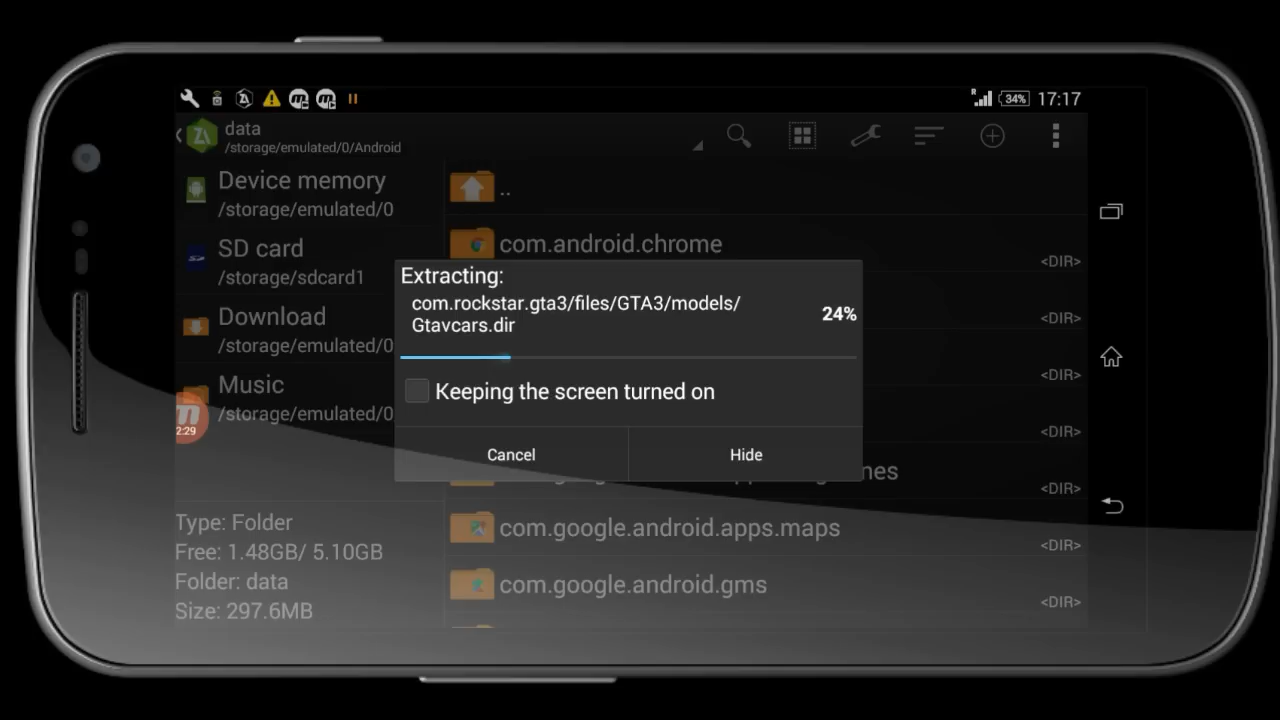 34% 17:17
data
/storage/emulated/0/Android
Device memory
/storage/emulated/0
SD card
/storage/sdcard1
Download
/storage/emulated/0
Music
/storage/emulated/0
m
2:29
Type: Folder
Free: 1.48GB/ 5.10GB
Folder: data
Size: 297.6MB
..
com.android.chrome
<DIR>
<DIR>
<DIR>
<DIR>
<DIR>
com.google.android.apps.maps
<DIR>
com.google.android.gms
<DIR>
Extracting:
com.rockstar.gta3/files/GTA3/models/
Gtavcars.dir
24%
Keeping the screen turned on
Cancel
Hide